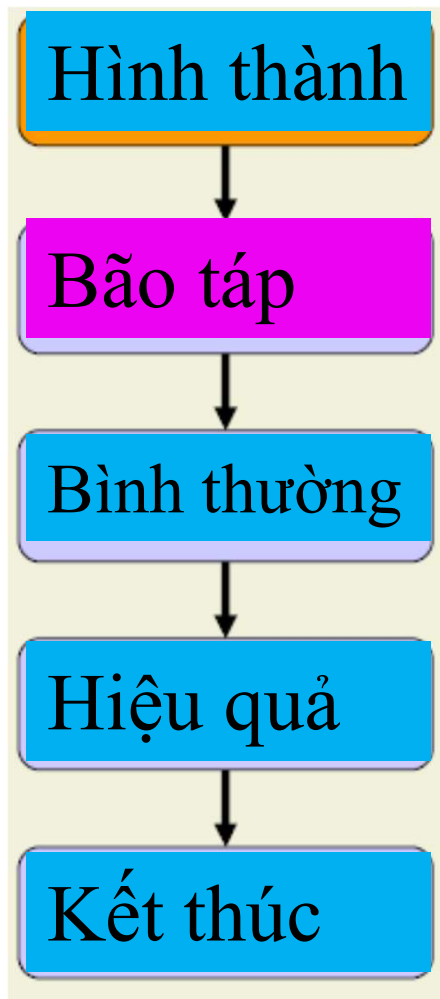 Hình thành
Bão táp
Bình thường
Hiệu quả
Kết thúc